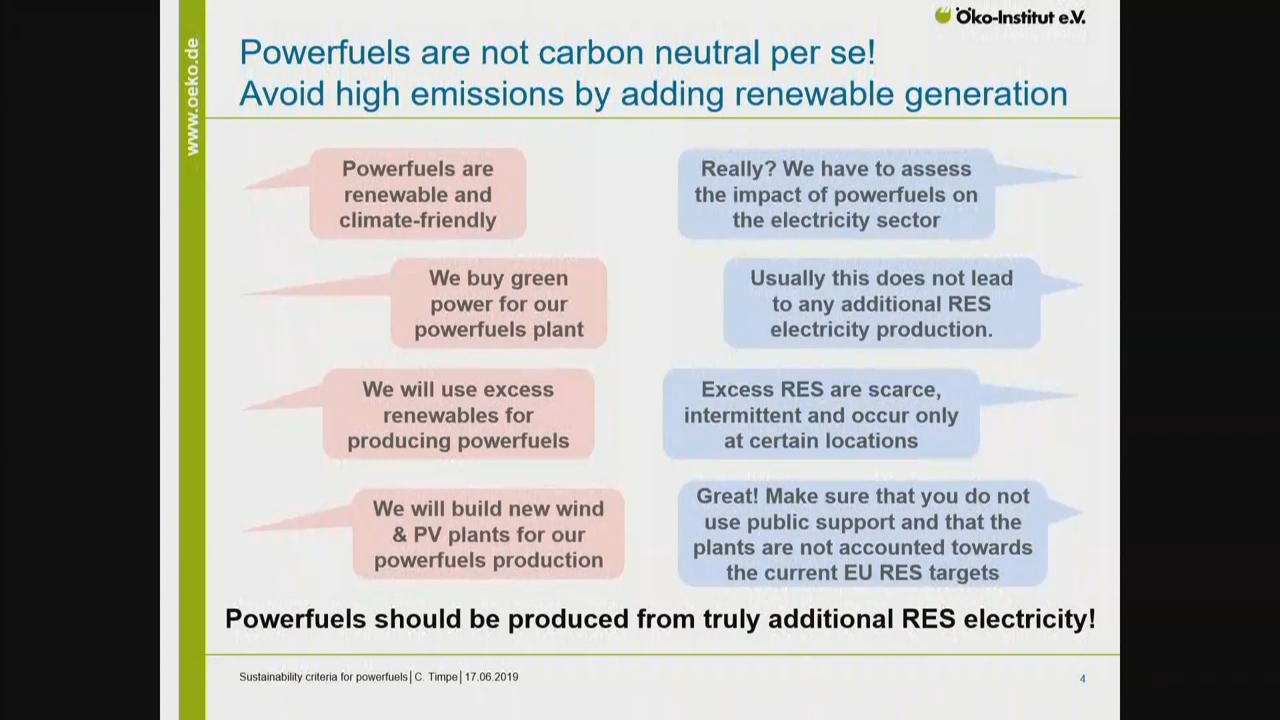 Öko-Institut e.V.
www.oeko.de
Powerfuels are not carbon neutral per se!
Avoid high emissions by adding renewable generation
Powerfuels are
renewable and
climate-friendly
Really? We have to assess
the impact of powerfuels on
the electricity sector
We buy green
power for our
powerfuels plant
Usually this does not lead
to any additional RES
electricity production.
We will use excess
renewables for
producing powerfuels
Excess RES are scarce,
intermittent and occur only
at certain locations
We will build new wind
& PV plants for our
powerfuels production
Great! Make sure that you do not
use public support and that the
plants are not accounted towards
the current EU RES targets
Powerfuels should be produced from truly additional RES electricity!
Sustainability criteria for powerfuels│C. Timpe│17.06.2019
4